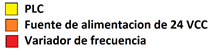 PLC
Fuente de alimentacion de 24 VCC
Variador de frecuencia